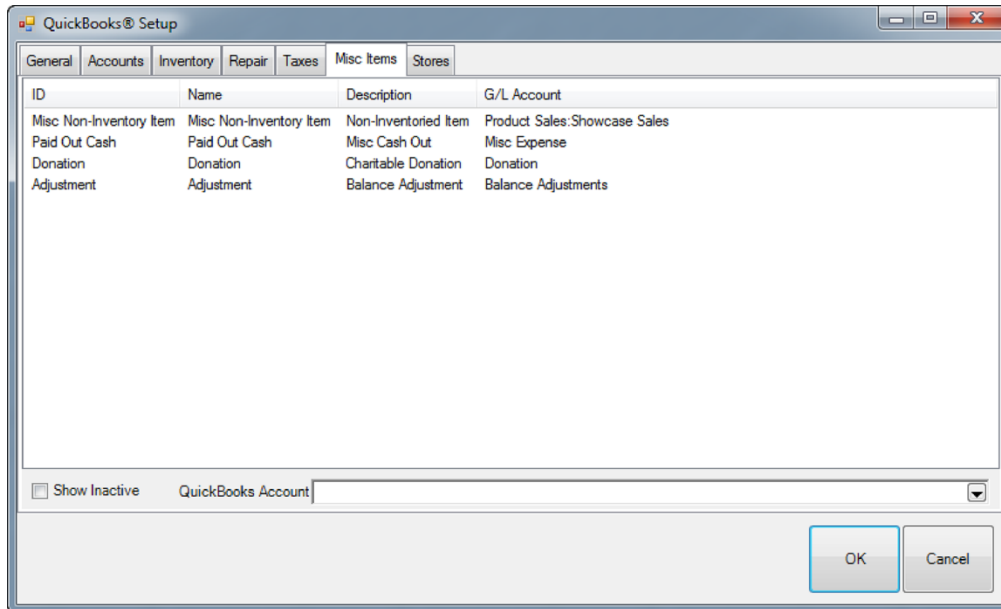 QuickBooks® Setup
General Accounts Inventory Repair Taxes Misc Items Stores
ID Name Description G/L Account
Misc Non-Inventory Item Misc Non-Inventory Item Non-Inventoried Item Product Sales:Showcase Sales
Paid Out Cash Paid Out Cash Misc Cash Out Misc Expense
Donation Donation Charitable Donation Donation
Adjustment Adjustment Balance Adjustment Balance Adjustments
Show Inactive QuickBooks Account
OK Cancel